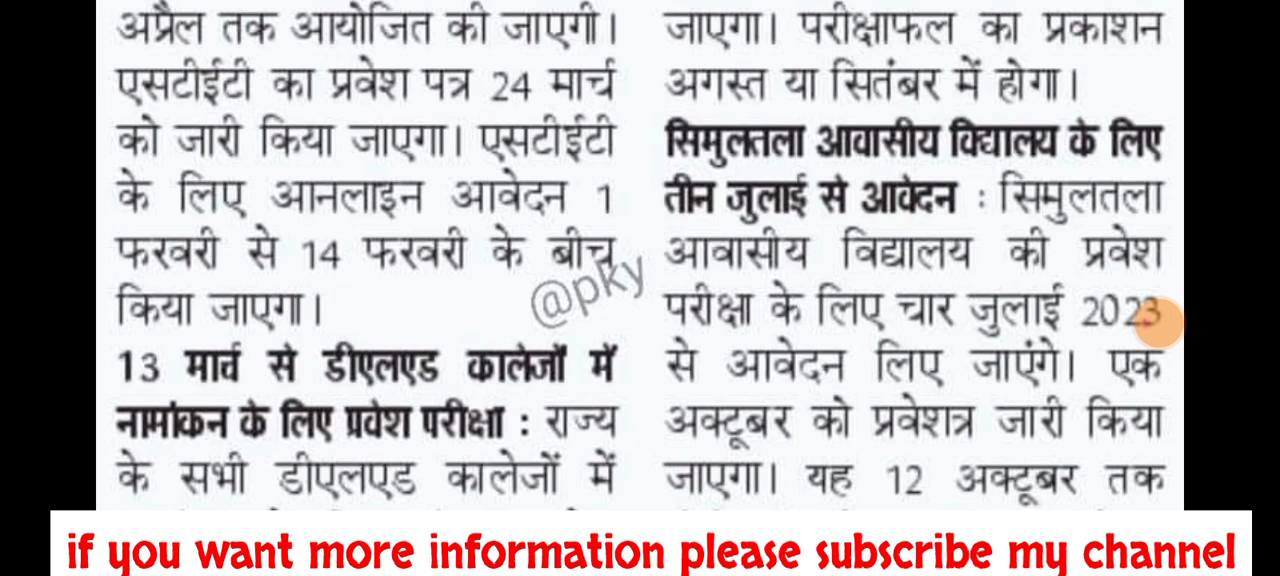 अप्रैल तक आयोजित की जाएगी।
एसटीईटी का प्रवेश पत्र 24 मार्च
को जारी किया जाएगा। एसटीईटी
के लिए आनलाइन आवेदन 1
फरवरी से 14 फरवरी के बीच
किया जाएगा।
13 मार्च से डीएलएड कालेजों में
नामांकन के लिए प्रवेश परीक्षा : राज्य
के सभी डीएलएड कालेजों में
जाएगा। परीक्षाफल का प्रकाशन
अगस्त या सितंबर में होगा।
सिमुलतला आवासीय विद्यालय के लिए
तीन जुलाई से आवेदन : सिमुलतला
आवासीय विद्यालय की प्रवेश
परीक्षा के लिए चार जुलाई 2023
से आवेदन लिए जाएंगे। एक
अक्टूबर को प्रवेशत्र जारी किया
जाएगा। यह 12 अक्टूबर तक
@pky
if you want more information please subscribe my channel